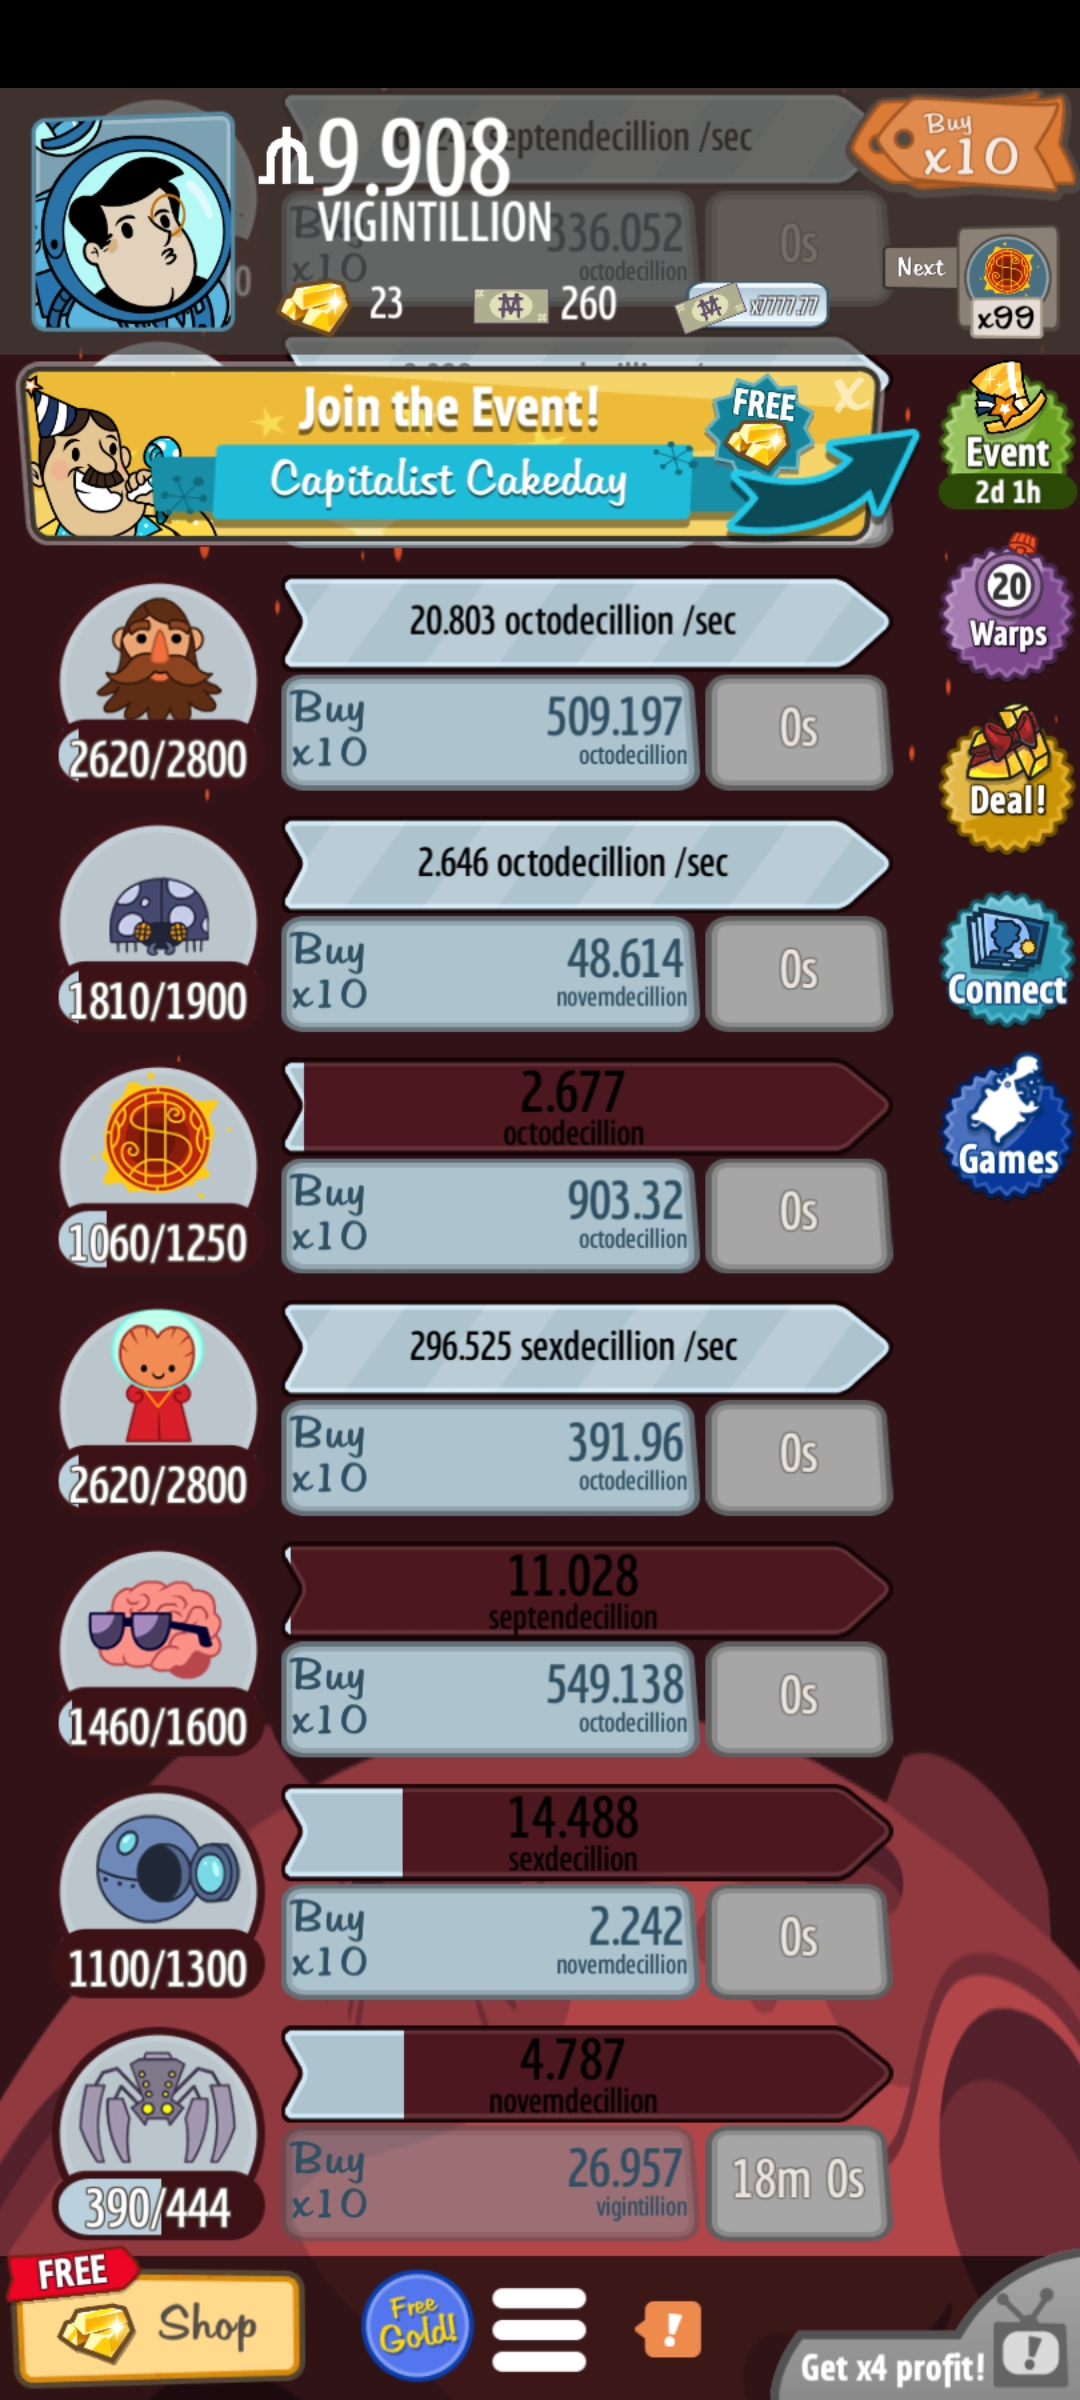 septendecillion /sec
9.908
VIGINTILLION
Buy
x10
Buy
x10
336.052
octodecillion
0s
Next
x99
23
260
x7777.77
Join the Event!
Capitalist Cakeday
FREE
x
Event
2d 1h
20.803 octodecillion /sec
2620/2800
Buy
x10
509.197
octodecillion
0s
20
Warps
Deal!
2.646 octodecillion /sec
1810/1900
Buy
x10
48.614
novemdecillion
0s
Connect
2.677
octodecillion
1060/1250
Buy
x10
903.32
octodecillion
0s
Games
296.525 sexdecillion /sec
2620/2800
Buy
x10
391.96
octodecillion
0s
11.028
septendecillion
1460/1600
Buy
x10
549.138
octodecillion
0s
14.488
sexdecillion
1100/1300
Buy
x10
2.242
novemdecillion
0s
4.787
novemdecillion
390/444
Buy
x10
26.957
vigintillion
18m 0s
FREE
Shop
Free
Gold!
!
Get x4 profit!
!